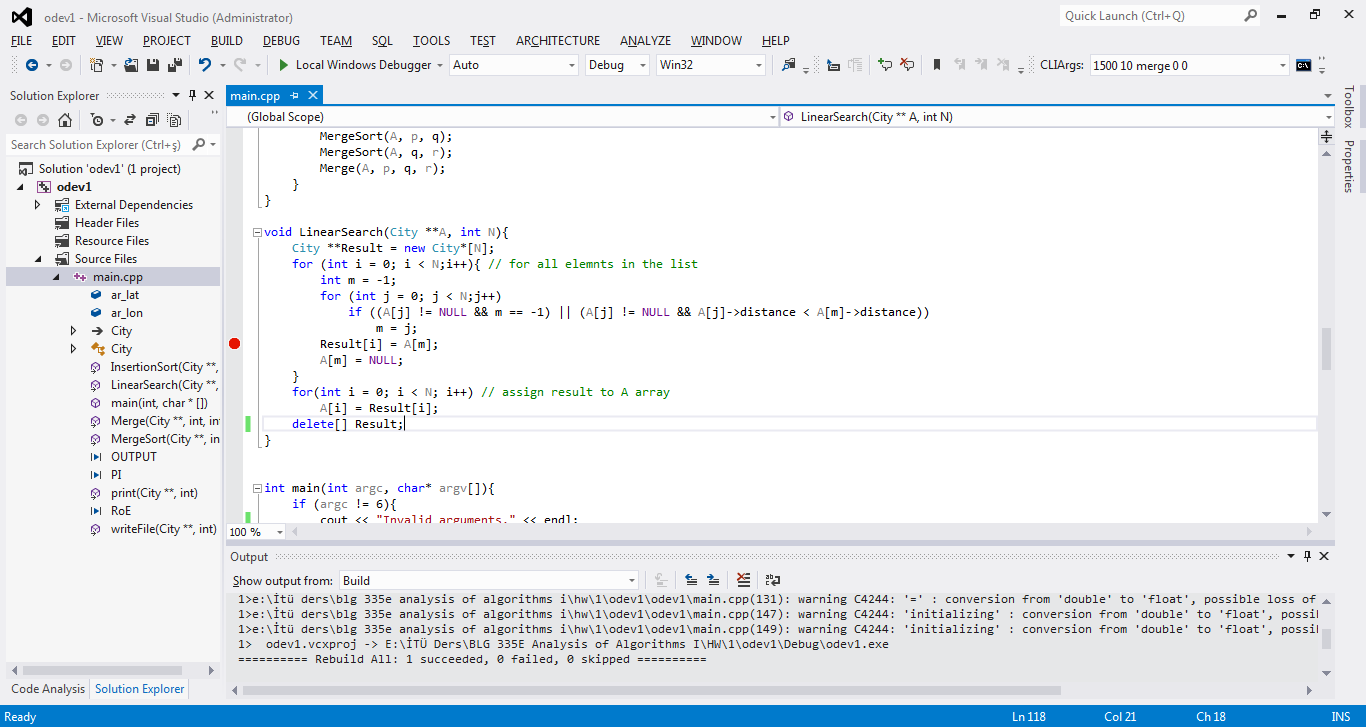 odev1 - Microsoft Visual Studio (Administrator)
Quick Launch (Ctrl+Q)
FILE EDIT VIEW PROJECT BUILD DEBUG TEAM SQL TOOLS TEST ARCHITECTURE ANALYZE WINDOW HELP
Local Windows Debugger Auto Debug Win32 CLIArgs: 1500 10 merge 0 0
Solution Explorer
Search Solution Explorer (Ctrl+ş)
Solution 'odev1' (1 project)
odev1
External Dependencies
Header Files
Resource Files
Source Files
main.cpp
ar_lat
ar_lon
City
City
InsertionSort(City **,
LinearSearch(City **,
main(int, char * [])
Merge(City **, int, in
MergeSort(City **, in
OUTPUT
PI
print(City **, int)
RoE
writeFile(City **, int)
Code Analysis Solution Explorer
main.cpp
(Global Scope) LinearSearch(City ** A, int N)
MergeSort(A, p, q);
MergeSort(A, q, r);
Merge(A, p, q, r);
}
}
void LinearSearch(City **A, int N){
City **Result = new City*[N];
for (int i = 0; i < N;i++){ // for all elemnts in the list
int m = -1;
for (int j = 0; j < N;j++)
if ((A[j] != NULL && m == -1) || (A[j] != NULL && A[j]->distance < A[m]->distance))
m = j;
Result[i] = A[m];
A[m] = NULL;
}
for(int i = 0; i < N; i++) // assign result to A array
A[i] = Result[i];
delete[] Result;
}
int main(int argc, char* argv[]){
if (argc != 6){
cout << "Invalid arguments." << endl;
100 %
Toolbox
Properties
Output
Show output from: Build
1>e:\İtü ders\blg 335e analysis of algorithms i\hw\1\odev1\odev1\main.cpp(131): warning C4244: '=' : conversion from 'double' to 'float', possible loss of
1>e:\İtü ders\blg 335e analysis of algorithms i\hw\1\odev1\odev1\main.cpp(147): warning C4244: 'initializing' : conversion from 'double' to 'float', possil
1>e:\İtü ders\blg 335e analysis of algorithms i\hw\1\odev1\odev1\main.cpp(149): warning C4244: 'initializing' : conversion from 'double' to 'float', possil
1> odev1.vcxproj -> E:\İTÜ Ders\BLG 335E Analysis of Algorithms I\HW\1\odev1\Debug\odev1.exe
========== Rebuild All: 1 succeeded, 0 failed, 0 skipped ==========
Ready Ln 118 Col 21 Ch 18 INS